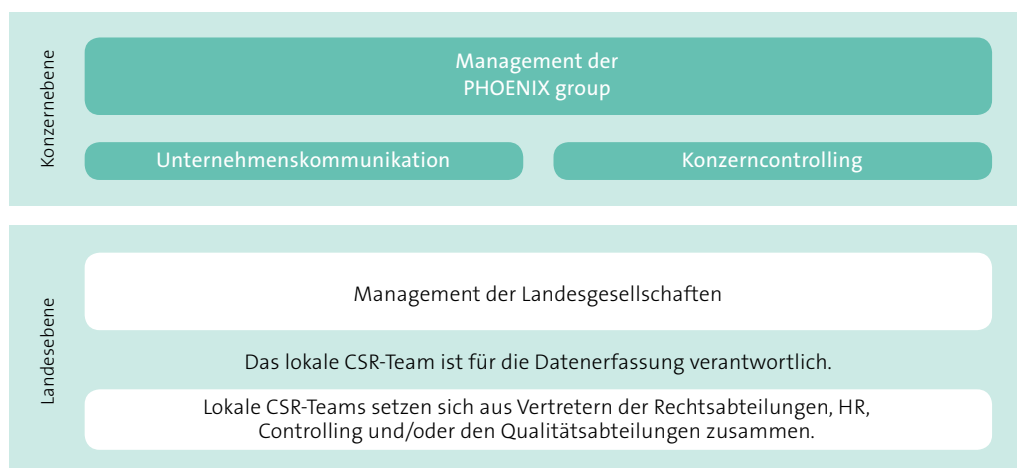 Konzernebene
Management der
PHOENIX group
Unternehmenskommunikation
Konzerncontrolling
Landesebene
Management der Landesgesellschaften
Das lokale CSR-Team ist für die Datenerfassung verantwortlich.
Lokale CSR-Teams setzen sich aus Vertretern der Rechtsabteilungen, HR,
Controlling und/oder den Qualitätsabteilungen zusammen.